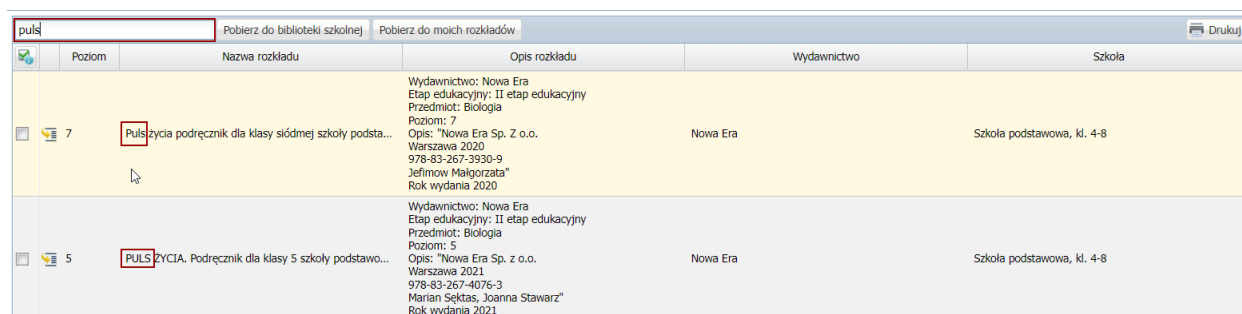 puls Pobierz do biblioteki szkolnej Pobierz do moich rozkładów Drukuj
Poziom Nazwa rozkładu Opis rozkładu Wydawnictwo Szkoła
Wydawnictwo: Nowa Era
Etap edukacyjny: II etap edukacyjny
Przedmiot: Biologia
Poziom: 7
7 Puls życia podręcznik dla klasy siódmej szkoły podsta... Opis: "Nowa Era Sp. Z o.o. Nowa Era Szkoła podstawowa, kl. 4-8
Warszawa 2020
978-83-267-3930-9
Jefimow Małgorzata"
Rok wydania 2020
Wydawnictwo: Nowa Era
Etap edukacyjny: II etap edukacyjny
Przedmiot: Biologia
Poziom: 5
5 PULS ŻYCIA. Podręcznik dla klasy 5 szkoły podstawo... Opis: "Nowa Era Sp. z o.o. Nowa Era Szkoła podstawowa, kl. 4-8
Warszawa 2021
978-83-267-4076-3
Marian Sęktas, Joanna Stawarz"
Rok wydania 2021